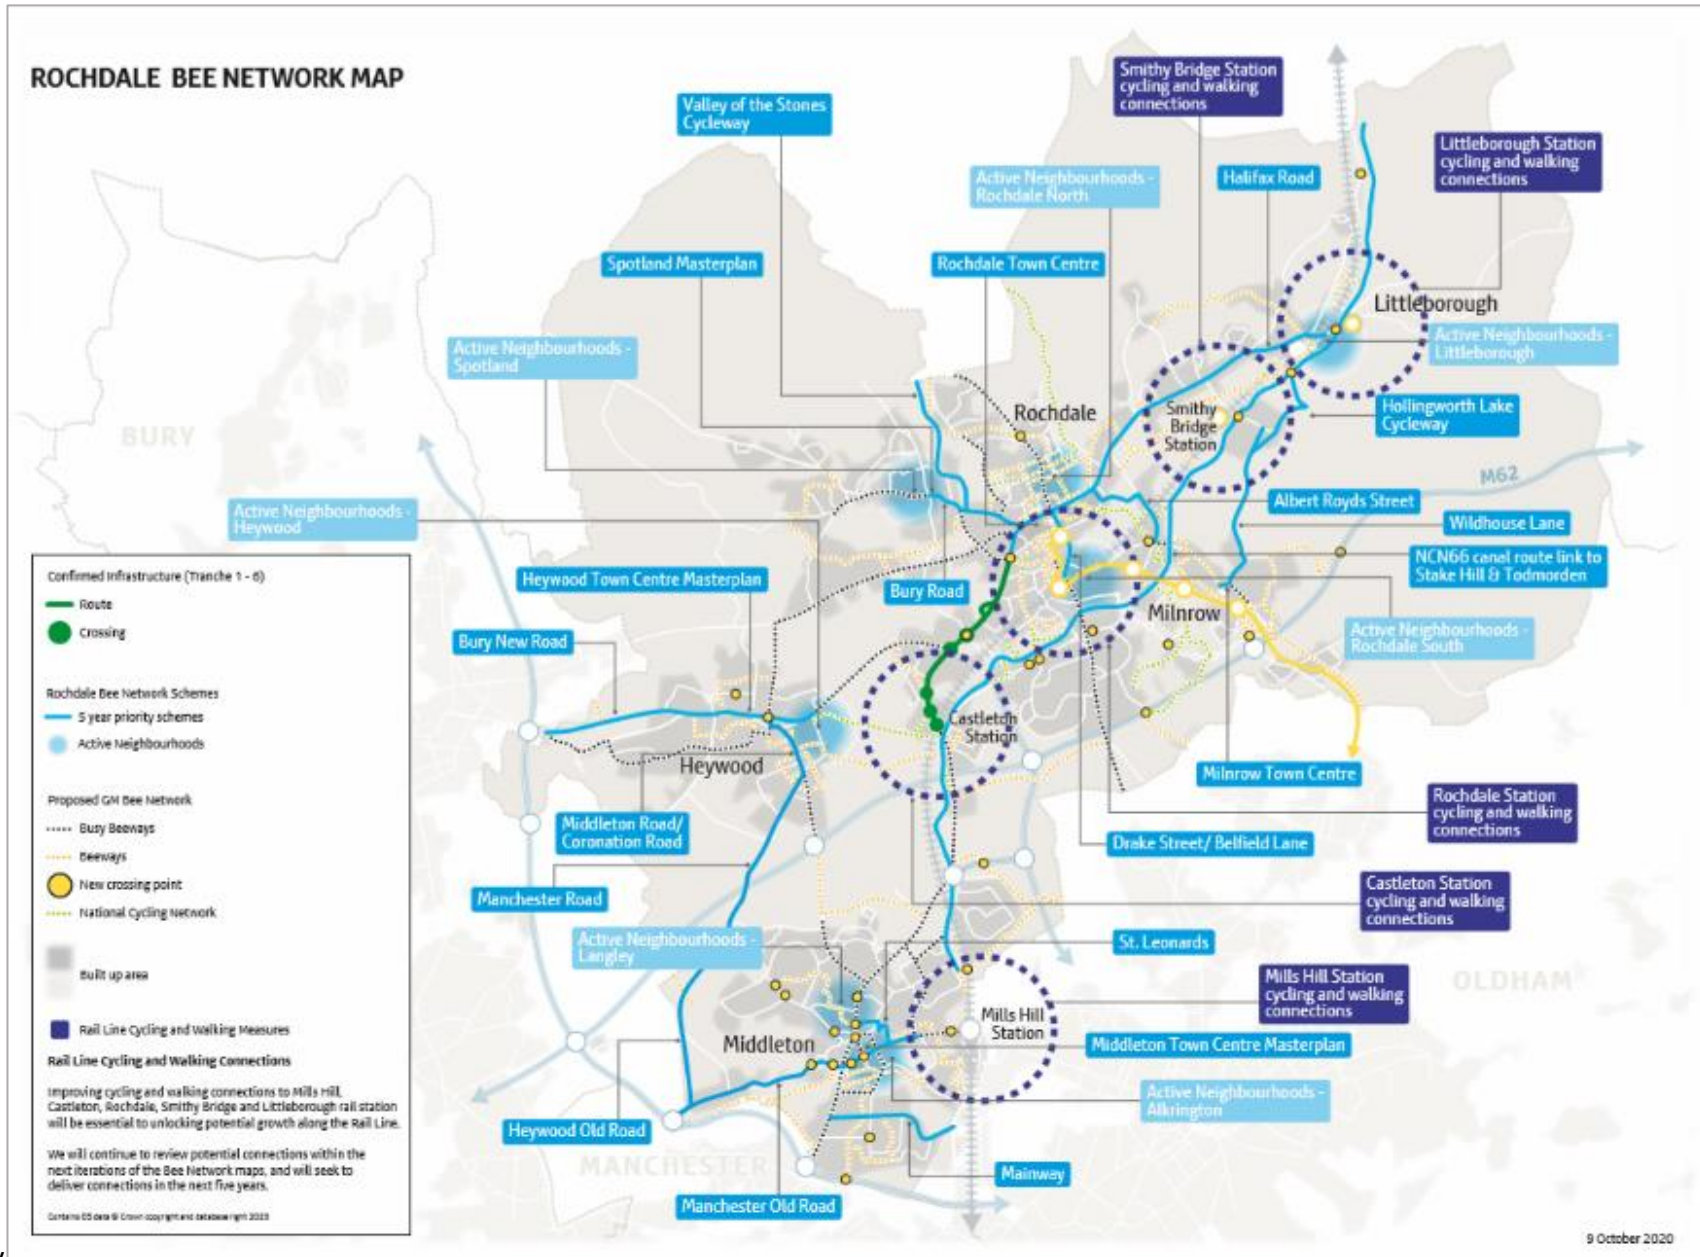 ROCHDALE BEE NETWORK MAP
Smithy Bridge Station
cycling and walking
connections
Valley of the Stones
Cycleway
Littleborough Station
cycling and walking
connections
Active Neighbourhoods -
Rochdale North
Halifax Road
Spotland Masterplan
Rochdale Town Centre
Littleborough
Active Neighbourhoods -
Littleborough
Active Neighbourhoods -
Spotland
Rochdale
Smithy
Bridge
Station
Hollingworth Lake
Cycleway
BURY
M62
Albert Royds Street
Active Neighbourhoods -
Heywood
Wildhouse Lane
NCN66 canal route link to
Stake Hill & Todmorden
Heywood Town Centre Masterplan
Bury Road
Milnrow
Active Neighbourhoods -
Rochdale South
Bury New Road
Castleton
Station
Heywood
Milnrow Town Centre
Rochdale Station
cycling and walking
connections
Middleton Road/
Coronation Road
Drake Street/ Belfield Lane
Manchester Road
Castleton Station
cycling and walking
connections
Active Neighbourhoods -
Langley
St. Leonards
Mills Hill Station
cycling and walking
connections
OLDHAM
Mills Hill
Station
Middleton
Middleton Town Centre Masterplan
Active Neighbourhoods -
Alkrington
Heywood Old Road
MANCHESTER
Mainway
Manchester Old Road
Confirmed Infrastructure (Tranche 1 - 6)
Route
Crossing
Rochdale Bee Network Schemes
5 year priority schemes
Active Neighbourhoods
Proposed GM Bee Network
Busy Beeways
Beeways
New crossing point
National Cycling Network
Built up area
Rail Line Cycling and Walking Measures
Rail Line Cycling and Walking Connections
Improving cycling and walking connections to Mills Hill,
Castleton, Rochdale, Smithy Bridge and Littleborough rail station
will be essential to unlocking potential growth along the Rail Line.
We will continue to review potential connections within the
next iterations of the Bee Network maps, and will seek to
deliver connections in the next five years.
Contains OS data © Crown copyright and database right 2023
9 October 2020